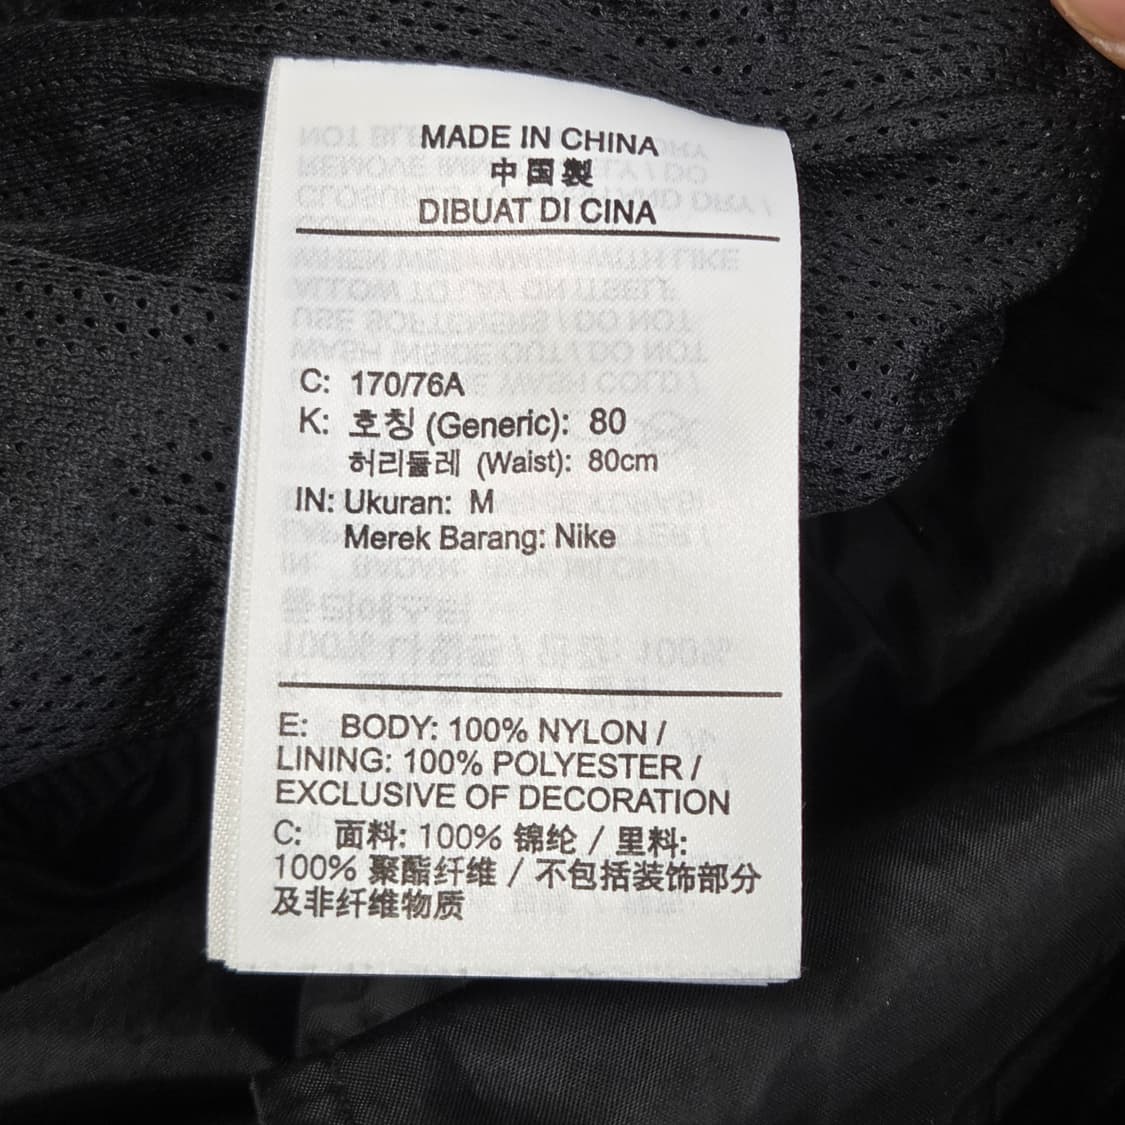 MADE IN CHINA
中国製
DIBUAT DI CINA
C: 170/76A
K: 호칭 (Generic): 80
허리둘레 (Waist): 80cm
IN: Ukuran: M
Merek Barang: Nike
E: BODY: 100% NYLON /
LINING: 100% POLYESTER /
EXCLUSIVE OF DECORATION
C: 面料: 100% 锦纶 / 里料:
100% 聚酯纤维 / 不包括装饰部分
及非纤维物质